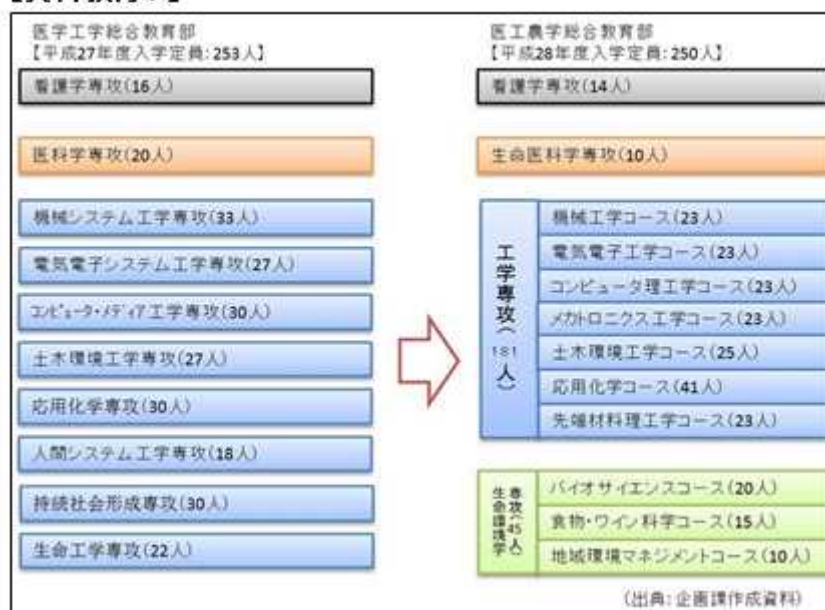 医学工学総合教育部
【平成27年度入学定員:253人】
看護学専攻(16人)
医科学専攻(20人)
機械システム工学専攻(33人)
電気電子システム工学専攻(27人)
コンピュータ・メディア工学専攻(30人)
土木環境工学専攻(27人)
応用化学専攻(30人)
人間システム工学専攻(18人)
持続社会形成専攻(30人)
生命工学専攻(22人)
医工農学総合教育部
【平成28年度入学定員:250人】
看護学専攻(14人)
生命医科学専攻(10人)
工学専攻(181人)
機械工学コース(23人)
電気電子工学コース(23人)
コンピュータ理工学コース(23人)
メカトロニクス工学コース(23人)
土木環境工学コース(25人)
応用化学コース(41人)
先端材料理工学コース(23人)
生命環境学
専攻(45人)
バイオサイエンスコース(20人)
食物・ワイン科学コース(15人)
地域環境マネジメントコース(10人)
(出典:企画課作成資料)